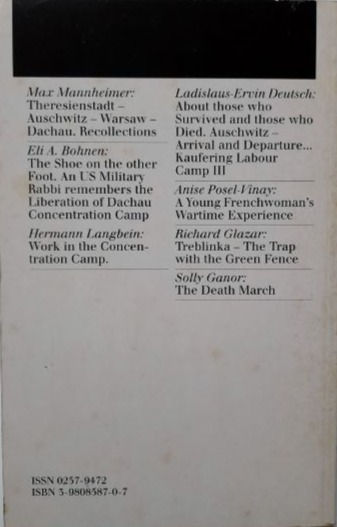 Max Mannheimer:
Theresienstadt –
Auschwitz – Warsaw –
Dachau. Recollections
Eli A. Bohnen:
The Shoe on the other
Foot. An US Military
Rabbi remembers the
Liberation of Dachau
Concentration Camp
Hermann Langbein:
Work in the Concen-
tration Camp.
Ladislaus-Ervin Deutsch:
About those who
Survived and those who
Died. Auschwitz –
Arrival and Departure...
Kaufering Labour
Camp III
Anise Posel-Vinay:
A Young Frenchwoman's
Wartime Experience
Richard Glazar:
Treblinka – The Trap
with the Green Fence
Solly Ganor:
The Death March
ISSN 0257-9472
ISBN 3-9808587-0-7